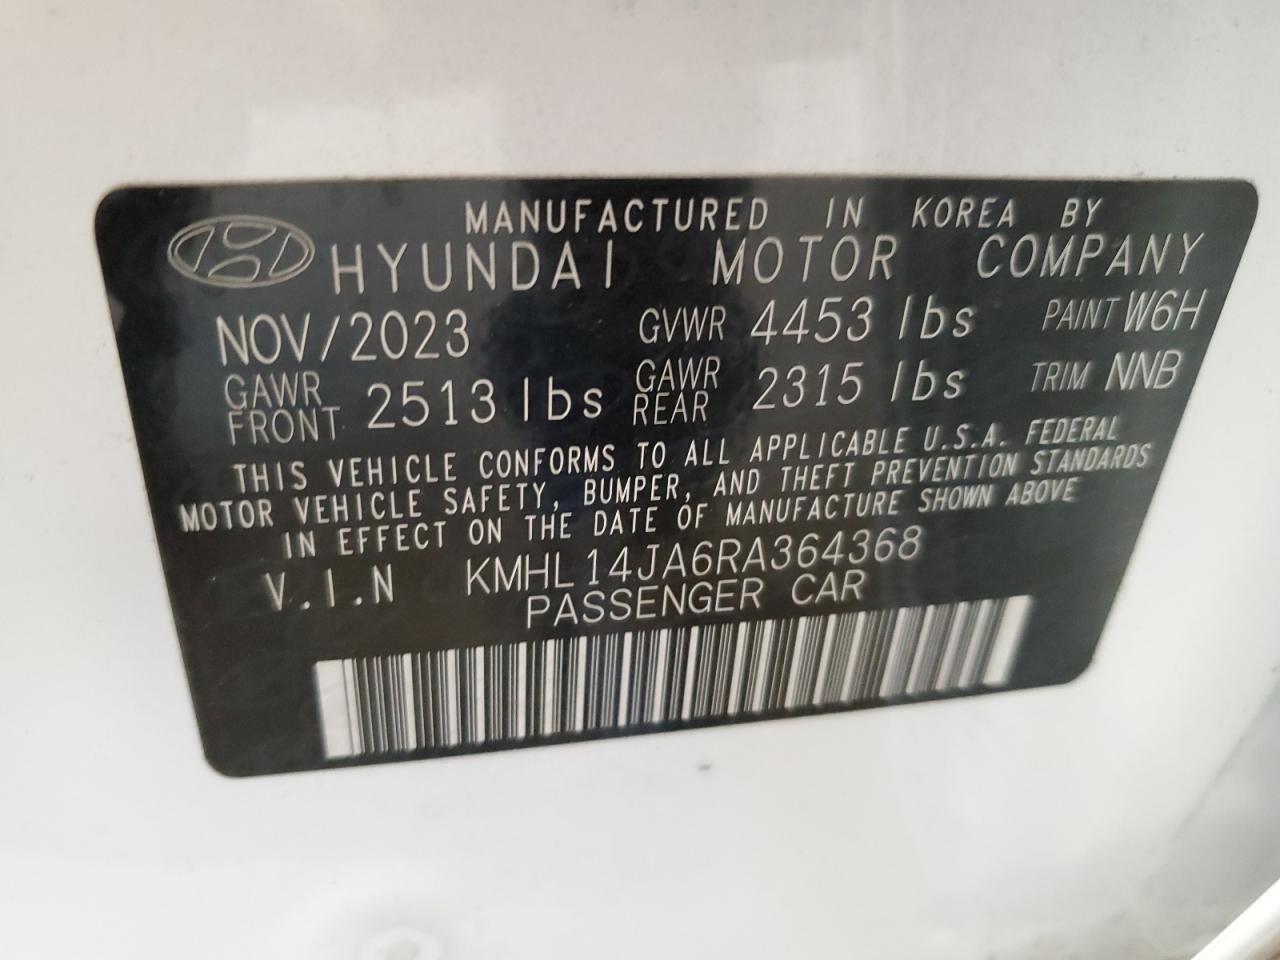 MANUFACTURED IN KOREA BY
HYUNDAI MOTOR COMPANY
NOV/2023 GVWR 4453 lbs PAINT W6H
GAWR FRONT 2513 lbs GAWR REAR 2315 lbs TRIM NNB
THIS VEHICLE CONFORMS TO ALL APPLICABLE U.S.A. FEDERAL
MOTOR VEHICLE SAFETY, BUMPER, AND THEFT PREVENTION STANDARDS
IN EFFECT ON THE DATE OF MANUFACTURE SHOWN ABOVE
V.I.N KMHL14JA6RA364368
PASSENGER CAR